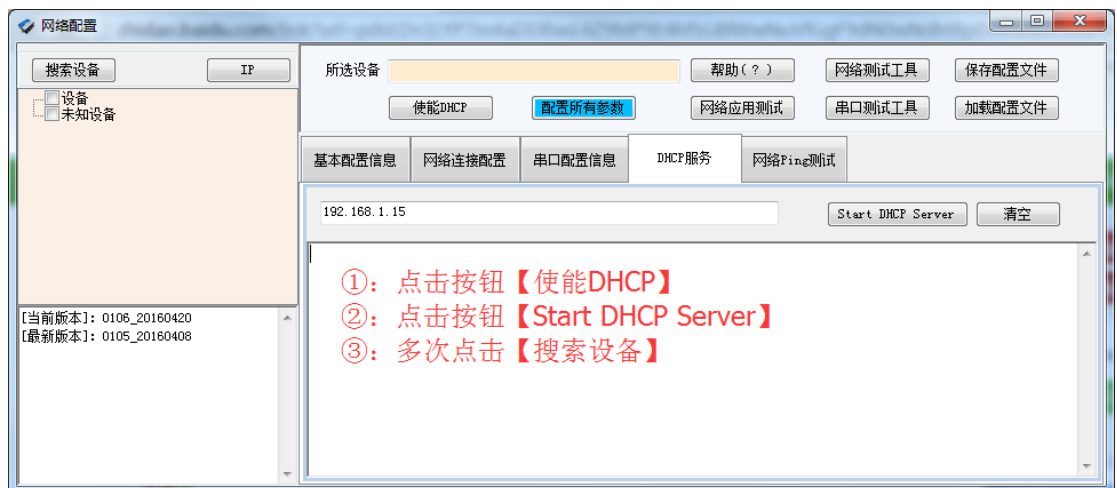 网络配置
搜索设备
IP
设备
未知设备
[当前版本]: 0106_20160420
[最新版本]: 0105_20160408
所选设备
帮助(?)
网络测试工具
保存配置文件
使能DHCP
配置所有参数
网络应用测试
串口测试工具
加载配置文件
基本配置信息
网络连接配置
串口配置信息
DHCP服务
网络Ping测试
192.168.1.15
Start DHCP Server
清空
①：点击按钮【使能DHCP】
②：点击按钮【Start DHCP Server】
③：多次点击【搜索设备】